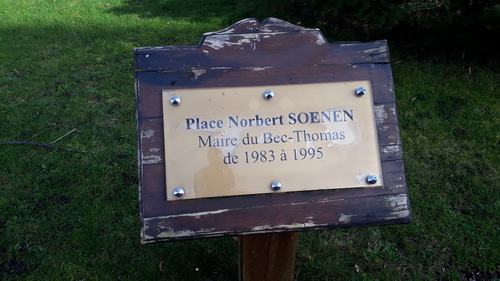 Place Norbert SOENEN
Maire du Bec-Thomas
de 1983 à 1995